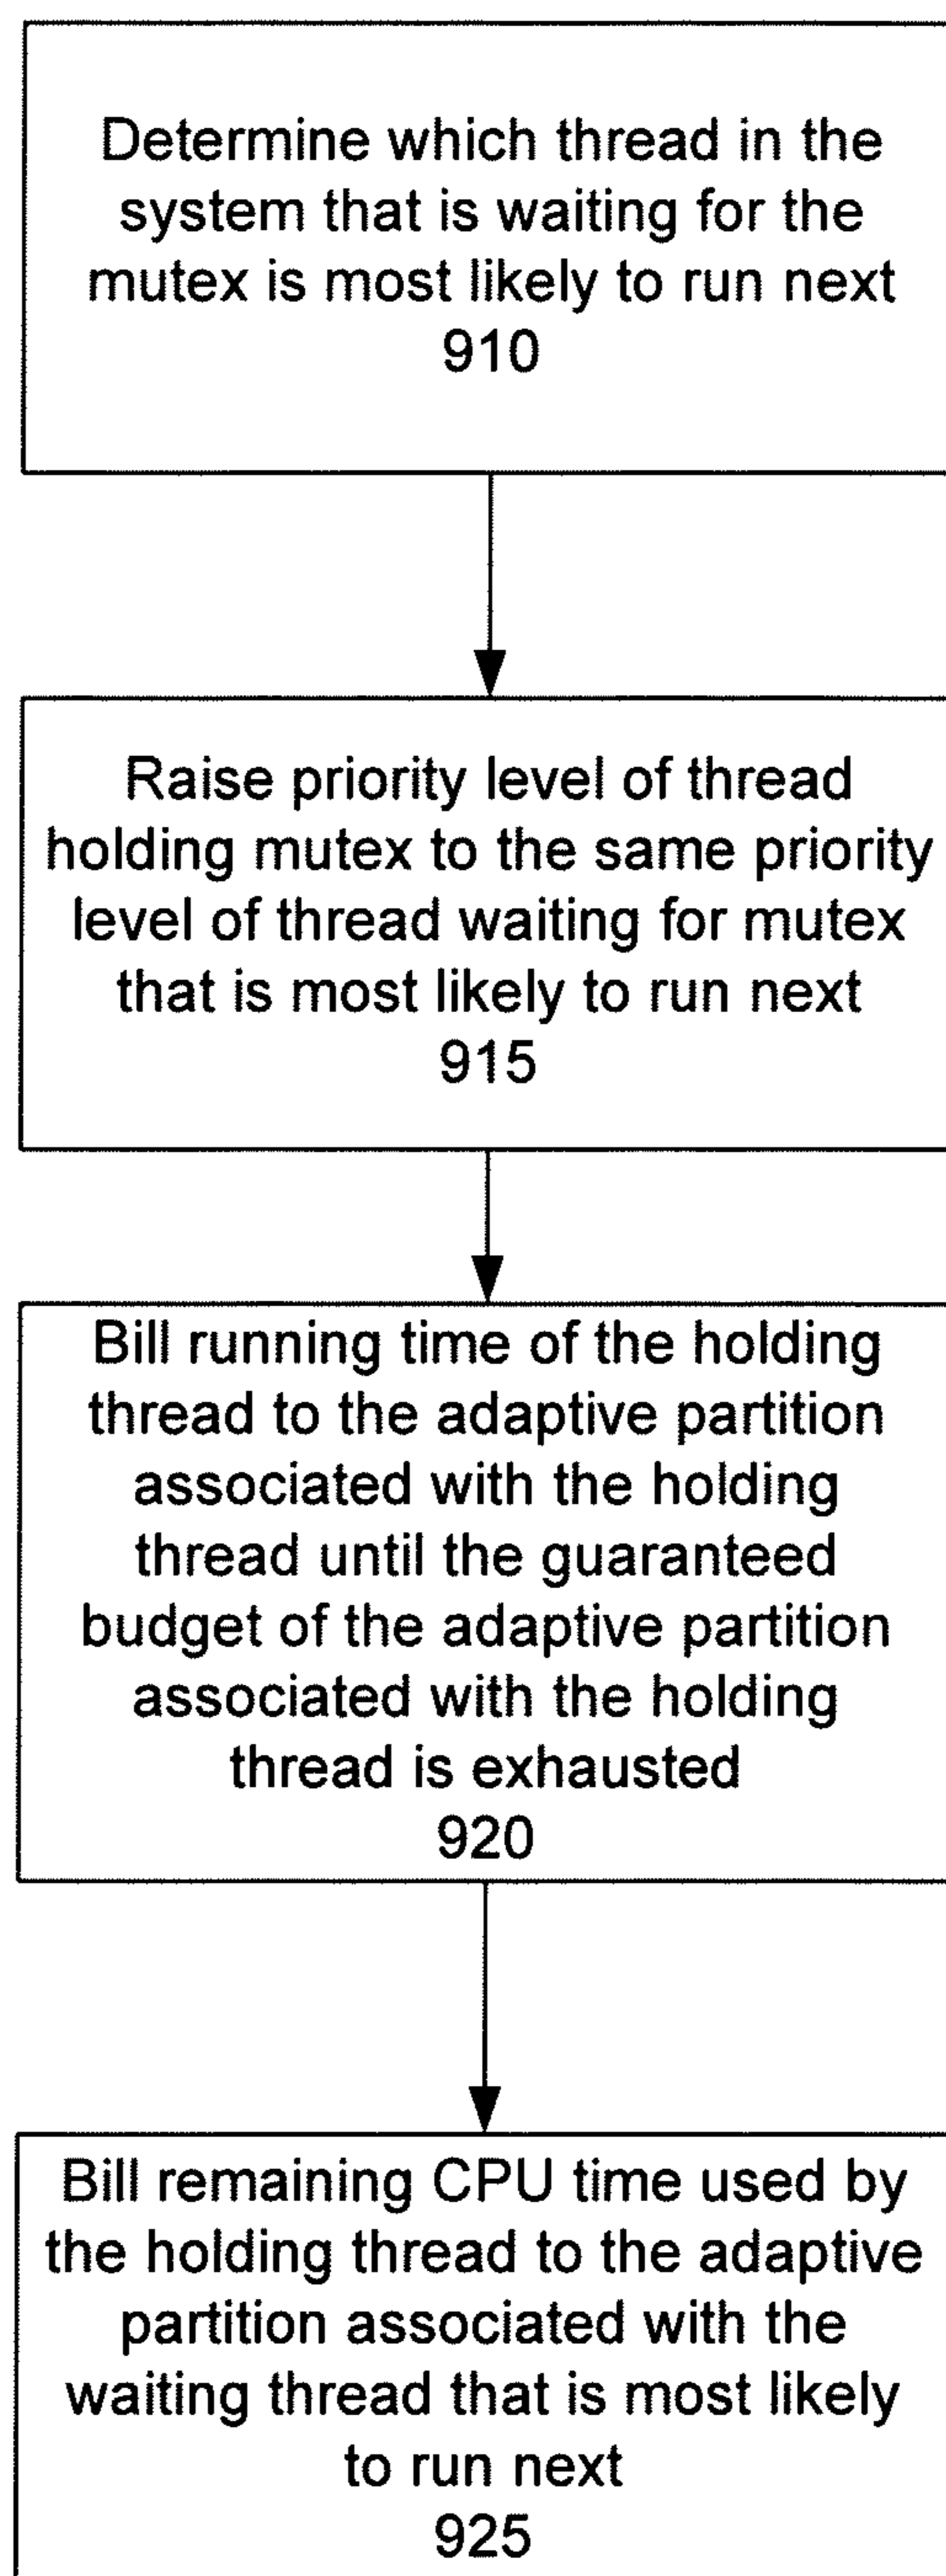 Determine which thread in the
system that is waiting for the
mutex is most likely to run next
910
Raise priority level of thread
holding mutex to the same priority
level of thread waiting for mutex
that is most likely to run next
915
Bill running time of the holding
thread to the adaptive partition
associated with the holding
thread until the guaranteed
budget of the adaptive partition
associated with the holding
thread is exhausted
920
Bill remaining CPU time used by
the holding thread to the adaptive
partition associated with the
waiting thread that is most likely
to run next
925